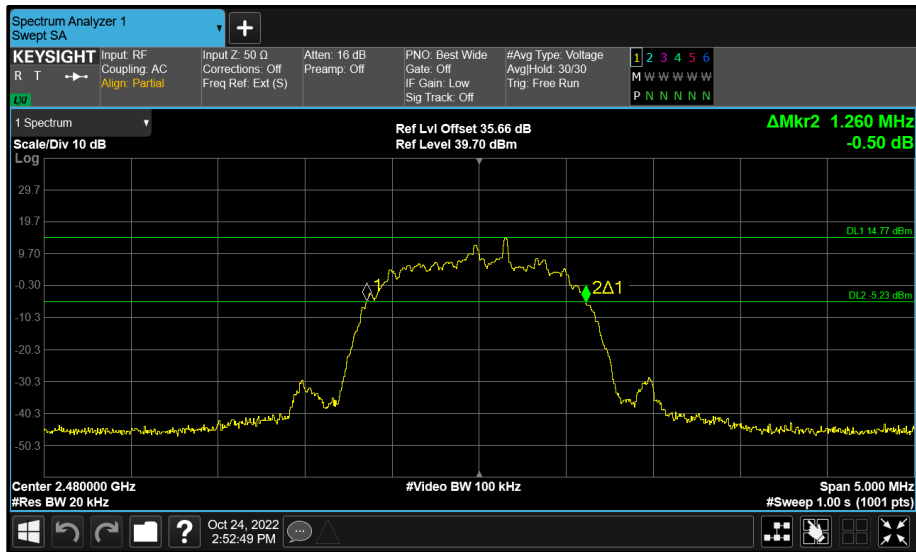 Spectrum Analyzer 1
Swept SA
KEYSIGHT
R T
LXI
Input: RF
Coupling: AC
Align: Partial
Input Z: 50 Ω
Corrections: Off
Freq Ref: Ext (S)
Atten: 16 dB
Preamp: Off
PNO: Best Wide
Gate: Off
IF Gain: Low
Sig Track: Off
#Avg Type: Voltage
Avg|Hold: 30/30
Trig: Free Run
1 2 3 4 5 6
M W W W W W
P N N N N N
1 Spectrum
Scale/Div 10 dB
Ref Lvl Offset 35.66 dB
Ref Level 39.70 dBm
ΔMkr2 1.260 MHz
-0.50 dB
Log
29.7
19.7
DL1 14.77 dBm
9.70
-0.30
1
2Δ1
DL2 -5.23 dBm
-10.3
-20.3
-30.3
-40.3
-50.3
Center 2.480000 GHz
#Video BW 100 kHz
Span 5.000 MHz
#Res BW 20 kHz
#Sweep 1.00 s (1001 pts)
?
Oct 24, 2022
2:52:49 PM